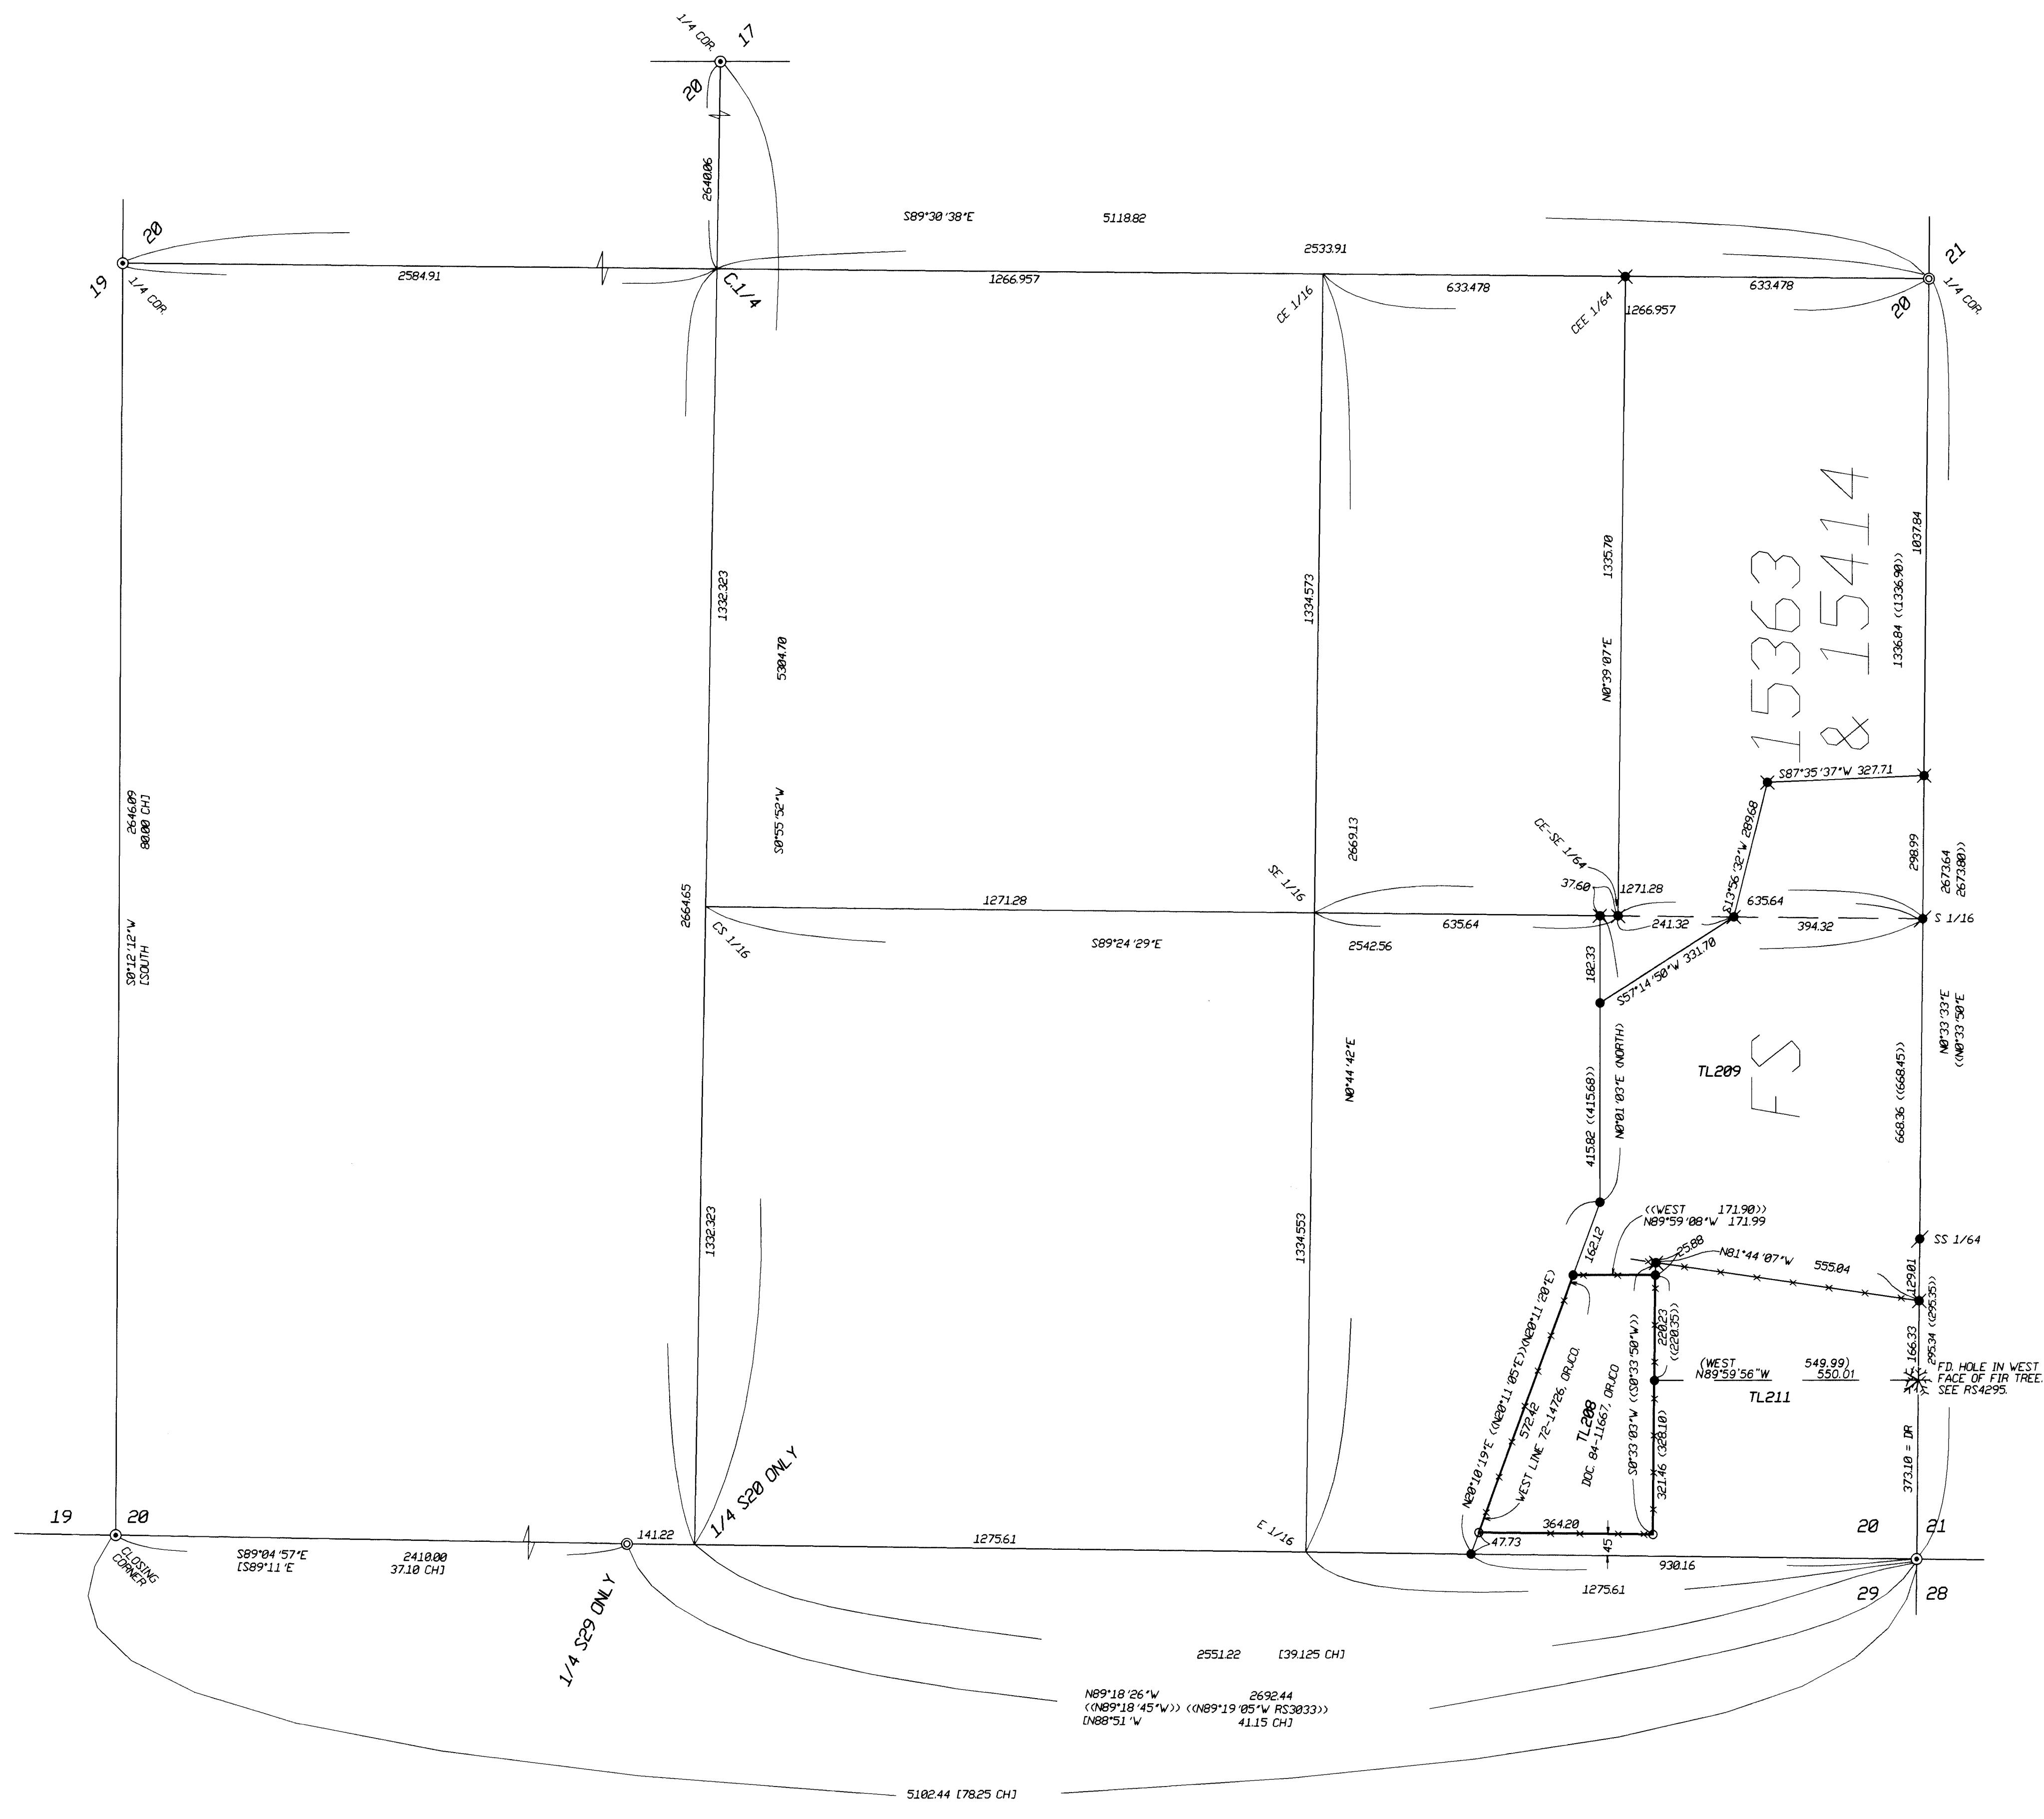 1/4 COR.
17
20
2640.06
S89°30'38"E 5118.82
20
19
1/4 COR.
2584.91
C.1/4
1266.957
2533.91
CE 1/16
633.478
CEE 1/64
1266.957
633.478
21
20
1/4 COR.
1332.323
5304.70
S0°55'52"W
2664.65
1334.573
2669.13
N0°44'42"E
1335.70
N0°39'07"E
15363
& 15414
1037.84
1336.84 ((1336.90))
S87°35'37"W 327.71
S13°56'32"W 289.68
298.99
2673.64
2673.80))
N0°33'33"E
((N0°33'50"E
2646.09
80.00 CH]
S0°12'12"W
[SOUTH
CS 1/16
1271.28
S89°24'29"E
2542.56
SE 1/16
CE-SE 1/64
37.60
1271.28
635.64
241.32
635.64
394.32
S 1/16
182.33
S57°14'50"W 331.70
N0°01'03"E (NORTH)
415.82 ((415.68))
TL209
FS
668.36 ((668.45))
1332.323
1334.553
162.12
((WEST 171.90))
N89°59'08"W 171.99
25.88
N81°44'07"W 555.04
SS 1/64
129.01
166.33
295.34 ((295.35))
N20°10'19"E ((N20°11'05"E))(N20°11'20"E)
572.42
WEST LINE 72-14726, ORJCO.
TL208
DOC. 84-11667, ORJCO
S0°33'03"W ((S0°33'50"W))
220.23
((220.35))
321.46 (328.10)
(WEST 549.99)
N89°59'56"W 550.01
TL211
FD. HOLE IN WEST
FACE OF FIR TREE.
SEE RS4295.
373.10 = DR
364.20
47.73
45
19
20
CLOSING
CORNER
S89°04'57"E 2410.00
[S89°11'E 37.10 CH]
141.22
1/4 S20 ONLY
1/4 S29 ONLY
1275.61
E 1/16
930.16
1275.61
20
21
29
28
2551.22 [39.125 CH]
N89°18'26"W 2692.44
((N89°18'45"W)) ((N89°19'05"W RS3033))
[N88°51'W 41.15 CH]
5102.44 [78.25 CH]